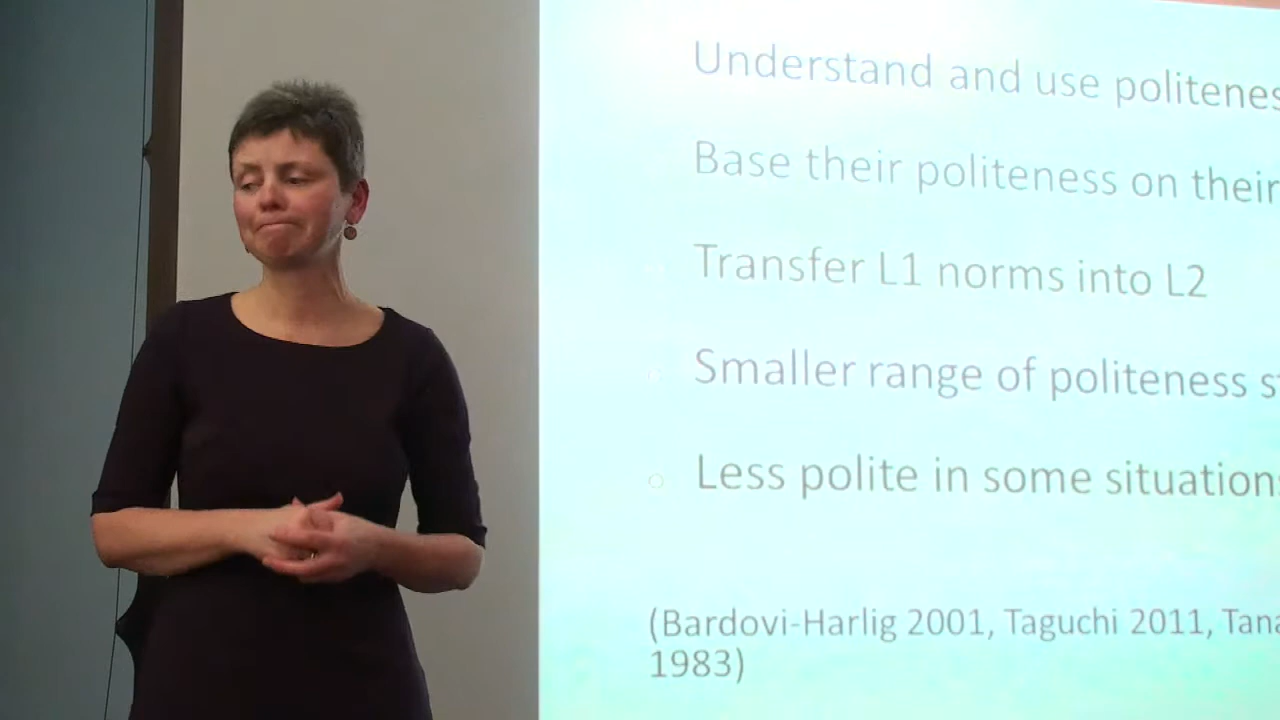 Understand and use politenes
Base their politeness on their
Transfer L1 norms into L2
Smaller range of politeness s
Less polite in some situation
(Bardovi-Harlig 2001, Taguchi 2011, Tana
1983)